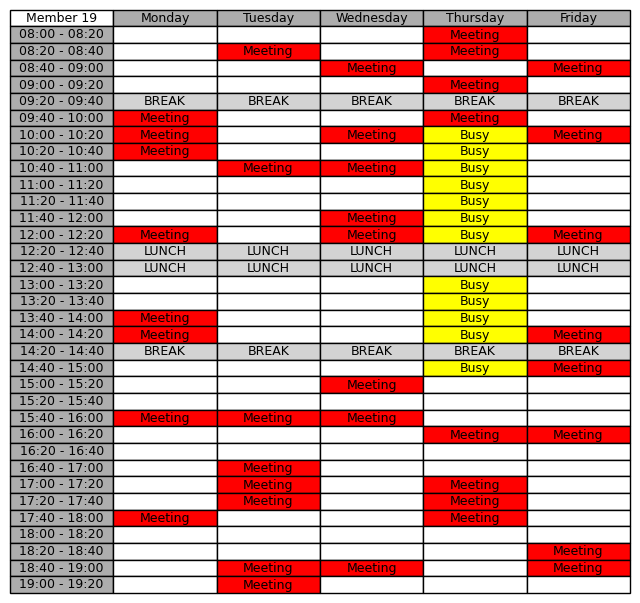 Member 19 Monday Tuesday Wednesday Thursday Friday
08:00 - 08:20 Meeting
08:20 - 08:40 Meeting Meeting
08:40 - 09:00 Meeting Meeting
09:00 - 09:20 Meeting
09:20 - 09:40 BREAK BREAK BREAK BREAK BREAK
09:40 - 10:00 Meeting Meeting
10:00 - 10:20 Meeting Meeting Busy Meeting
10:20 - 10:40 Meeting Busy
10:40 - 11:00 Meeting Meeting Busy
11:00 - 11:20 Busy
11:20 - 11:40 Busy
11:40 - 12:00 Meeting Busy
12:00 - 12:20 Meeting Meeting Busy Meeting
12:20 - 12:40 LUNCH LUNCH LUNCH LUNCH LUNCH
12:40 - 13:00 LUNCH LUNCH LUNCH LUNCH LUNCH
13:00 - 13:20 Busy
13:20 - 13:40 Busy
13:40 - 14:00 Meeting Busy
14:00 - 14:20 Meeting Busy Meeting
14:20 - 14:40 BREAK BREAK BREAK BREAK BREAK
14:40 - 15:00 Busy Meeting
15:00 - 15:20 Meeting
15:20 - 15:40
15:40 - 16:00 Meeting Meeting Meeting
16:00 - 16:20 Meeting Meeting
16:20 - 16:40
16:40 - 17:00 Meeting
17:00 - 17:20 Meeting Meeting
17:20 - 17:40 Meeting Meeting
17:40 - 18:00 Meeting Meeting
18:00 - 18:20
18:20 - 18:40 Meeting
18:40 - 19:00 Meeting Meeting Meeting
19:00 - 19:20 Meeting